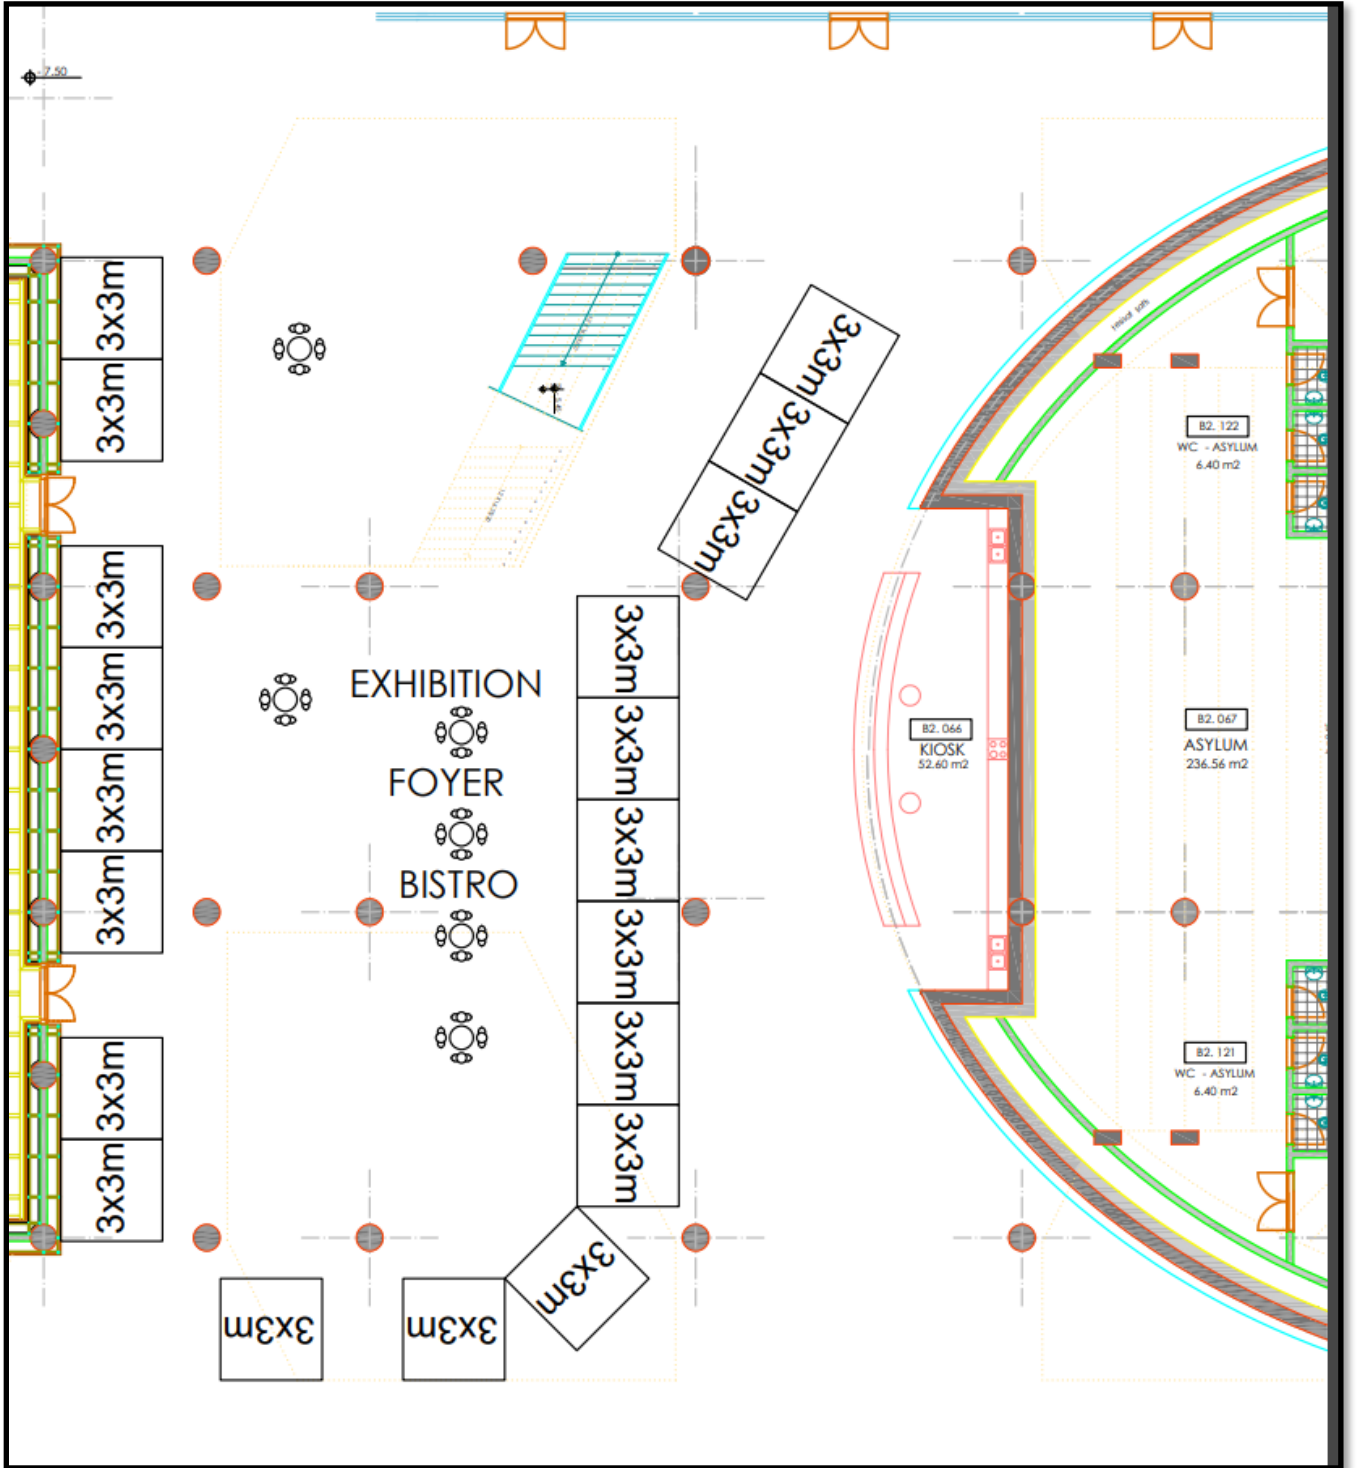 - 7.50
3x3m
3x3m
3x3m
3x3m
3x3m
3x3m
3x3m
3x3m
3x3m
3x3m
3x3m
EXHIBITION
FOYER
BISTRO
3x3m
3x3m
3x3m
3x3m
3x3m
3x3m
3x3m
3x3m
3x3m
B2. 066
KIOSK
52.60 m2
B2. 122
WC - ASYLUM
6.40 m2
B2. 067
ASYLUM
236.56 m2
B2. 121
WC - ASYLUM
6.40 m2